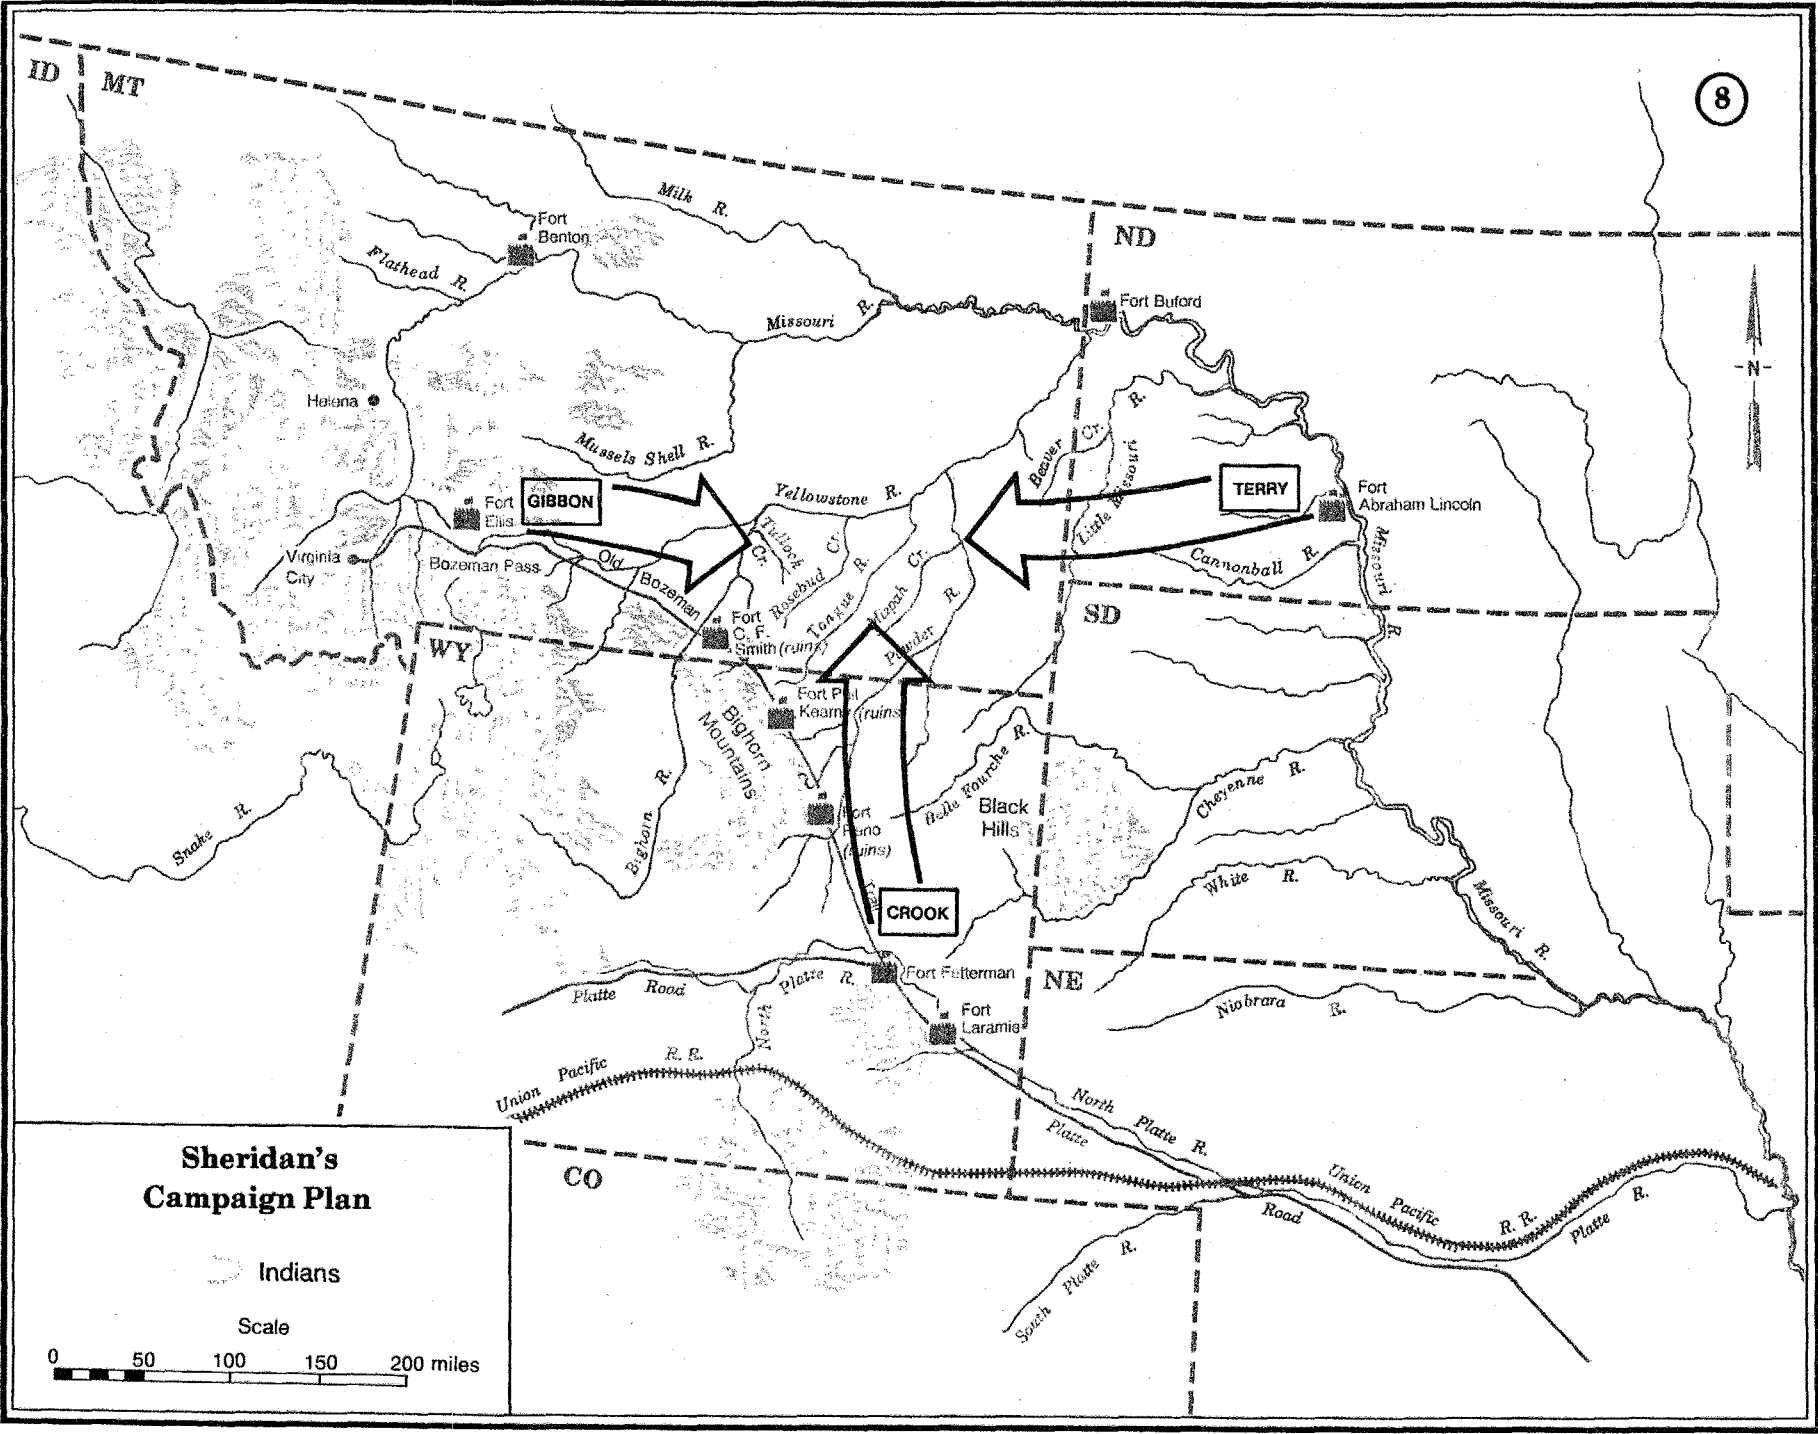 ID
MT
8
Milk R.
Fort
Benton
ND
Flathead R.
Fort Buford
Missouri R.
N
Helena
R.
Beaver Cr.
Mussels Shell R.
Little Missouri
Yellowstone R.
GIBBON
TERRY
Fort
Ellis
Fort
Abraham Lincoln
Virginia
City
Bozeman Pass
Old
Bozeman
Tullock
Cr.
Rosebud Cr.
Tongue R.
Mizpah Cr.
Powder R.
Cannonball R.
Missouri
R.
SD
Fort
C. F.
Smith (ruins)
WY
Fort Phil
Kearny (ruins)
Bighorn
Mountains
Belle Fourche R.
Black
Hills
Cheyenne R.
Fort
Reno
(ruins)
Snake R.
Bighorn R.
Trail
CROOK
White R.
Missouri R.
Fort Fetterman
Platte Road
North Platte R.
NE
Niobrara R.
Fort
Laramie
Union Pacific R. R.
North Platte R.
Platte
Road
CO
Union Pacific R. R.
Platte R.
South Platte R.
Sheridan's
Campaign Plan
Indians
Scale
0 50 100 150 200 miles